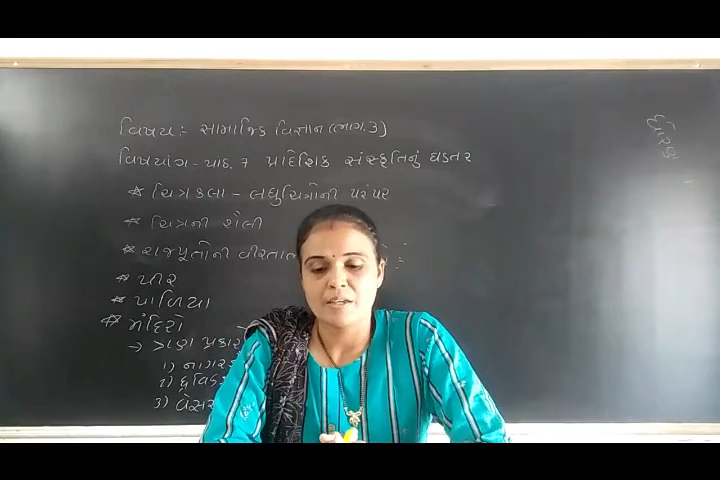 વિષય:- સામાજિક વિજ્ઞાન (ભાગ.3)
વિષયાંગ - પાઠ. 7 પ્રાદેશિક સંસ્કૃતિનું ઘડતર
* ચિત્રકલા - લઘુચિત્રોની પરંપરા
* ચિત્રની શૈલી
* રાજપૂતોની વીરતા
* પીર
* પાળિયા
* મંદિરો
→ ત્રણ પ્રકાર
1) નાગર
2) દ્રવિડ
3) વેસર